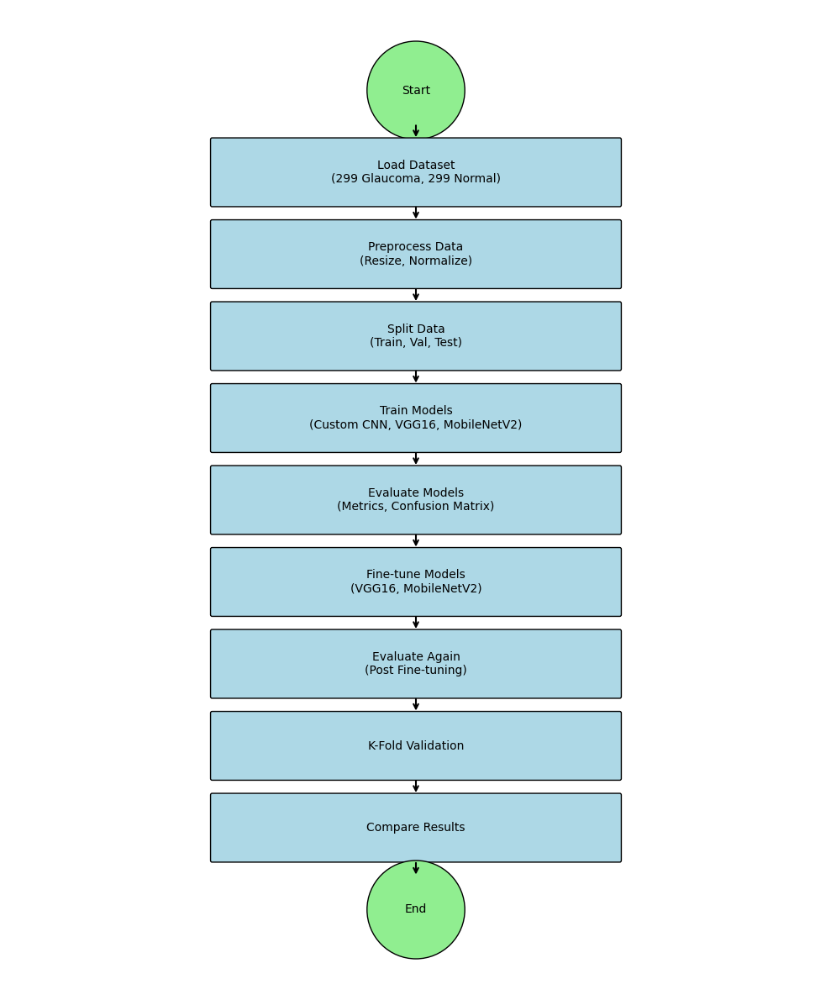 Start
Load Dataset
(299 Glaucoma, 299 Normal)
Preprocess Data
(Resize, Normalize)
Split Data
(Train, Val, Test)
Train Models
(Custom CNN, VGG16, MobileNetV2)
Evaluate Models
(Metrics, Confusion Matrix)
Fine-tune Models
(VGG16, MobileNetV2)
Evaluate Again
(Post Fine-tuning)
K-Fold Validation
Compare Results
End